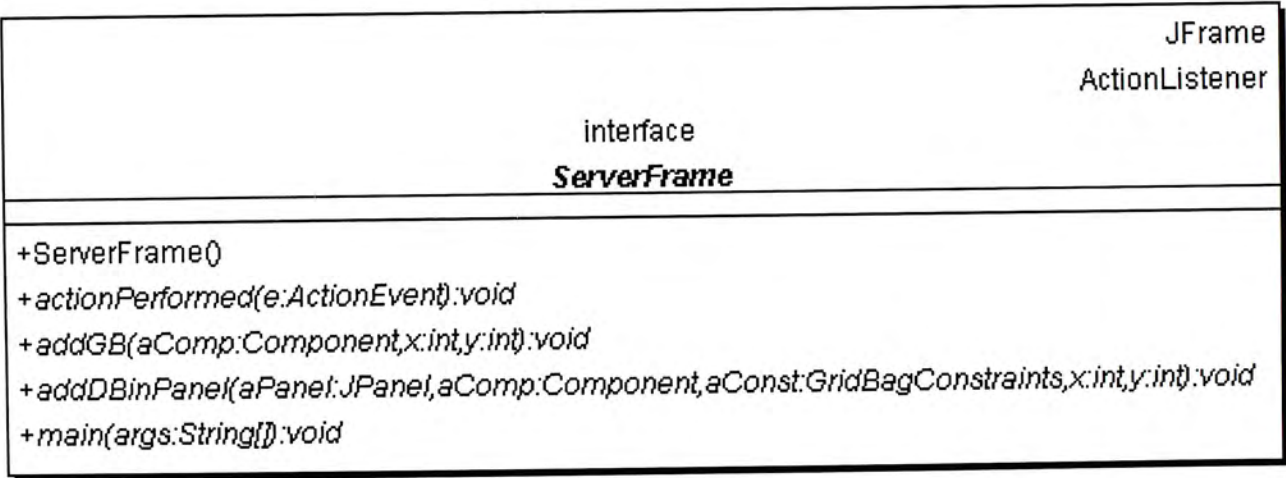 JFrame
ActionListener
interface
ServerFrame
+ServerFrame()
+actionPerformed(e:ActionEvent):void
+addGB(aComp:Component,x:int,y:int):void
+addDBinPanel(aPanel:JPanel,aComp:Component,aConst:GridBagConstraints,x:int,y:int):void
+main(args:String[]):void